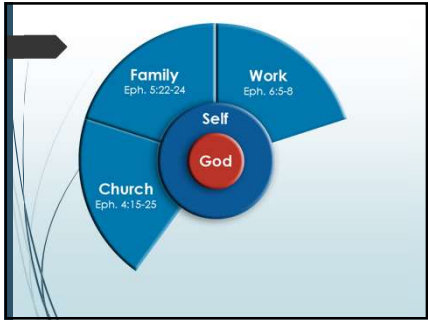 Family
Eph. 5:22-24
Work
Eph. 6:5-8
Self
God
Church
Eph. 4:15-25